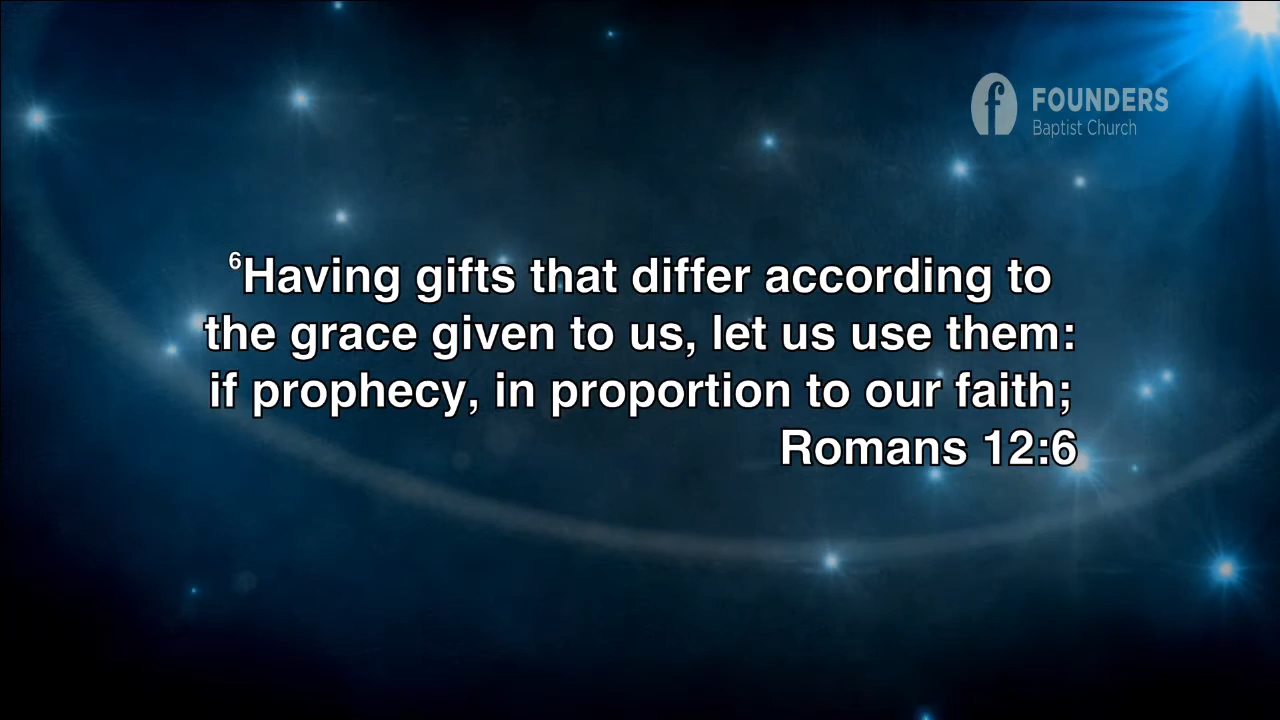 FOUNDERS
Baptist Church
⁶Having gifts that differ according to
the grace given to us, let us use them:
if prophecy, in proportion to our faith;
Romans 12:6